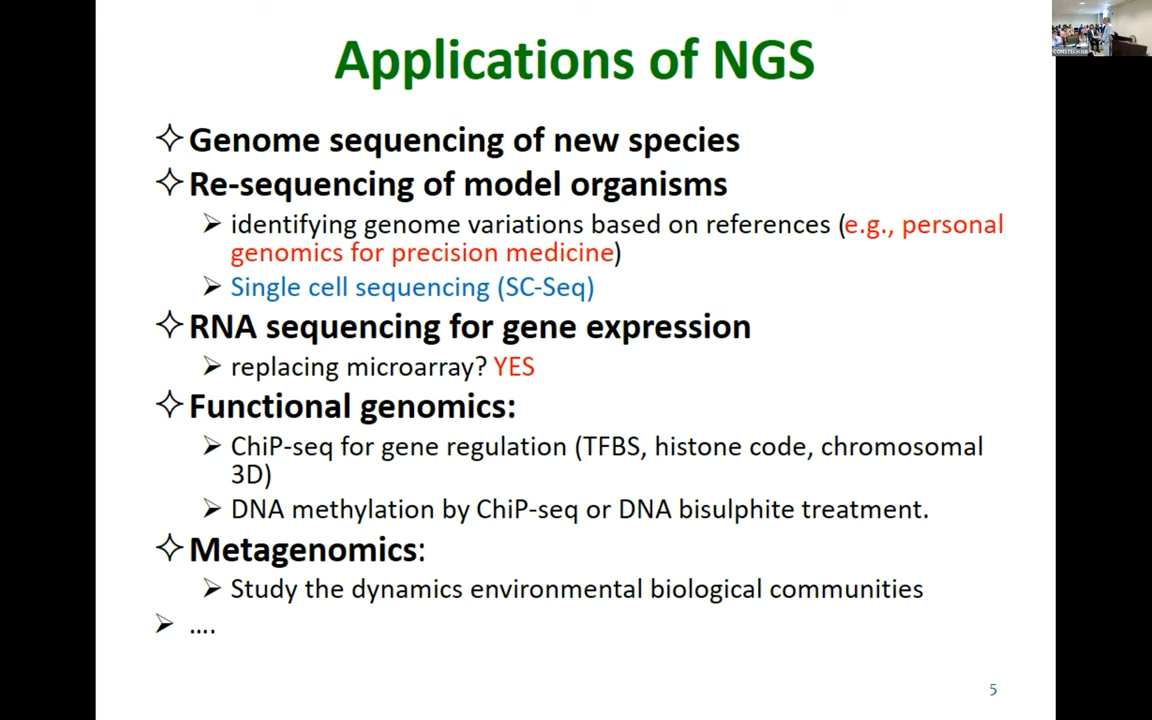 Applications of NGS
Genome sequencing of new species
Re-sequencing of model organisms
identifying genome variations based on references (e.g., personal
genomics for precision medicine)
Single cell sequencing (SC-Seq)
RNA sequencing for gene expression
replacing microarray? YES
Functional genomics:
ChiP-seq for gene regulation (TFBS, histone code, chromosomal
3D)
DNA methylation by ChiP-seq or DNA bisulphite treatment.
Metagenomics:
Study the dynamics environmental biological communities
....
5
COMSTECH ISB